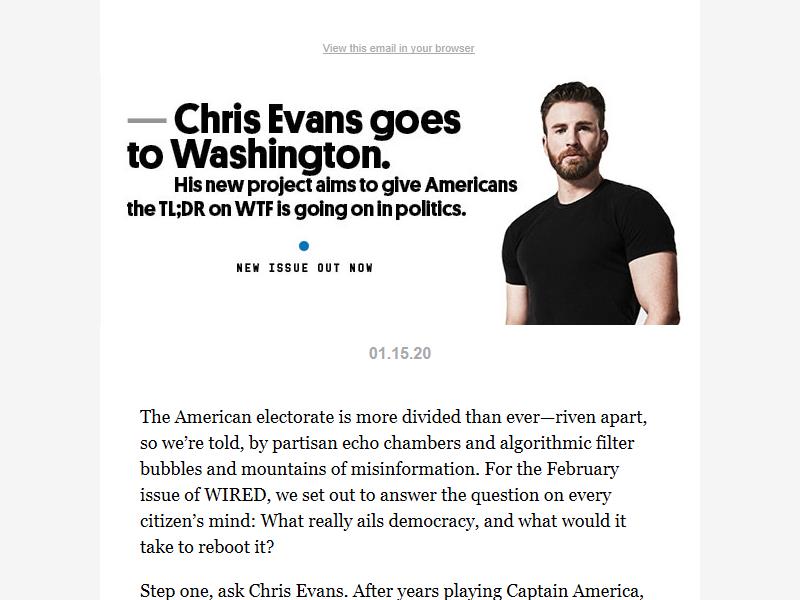 View this email in your browser
— Chris Evans goes
to Washington.
His new project aims to give Americans
the TL;DR on WTF is going on in politics.
NEW ISSUE OUT NOW
01.15.20
The American electorate is more divided than ever—riven apart,
so we’re told, by partisan echo chambers and algorithmic filter
bubbles and mountains of misinformation. For the February
issue of WIRED, we set out to answer the question on every
citizen’s mind: What really ails democracy, and what would it
take to reboot it?
Step one, ask Chris Evans. After years playing Captain America,